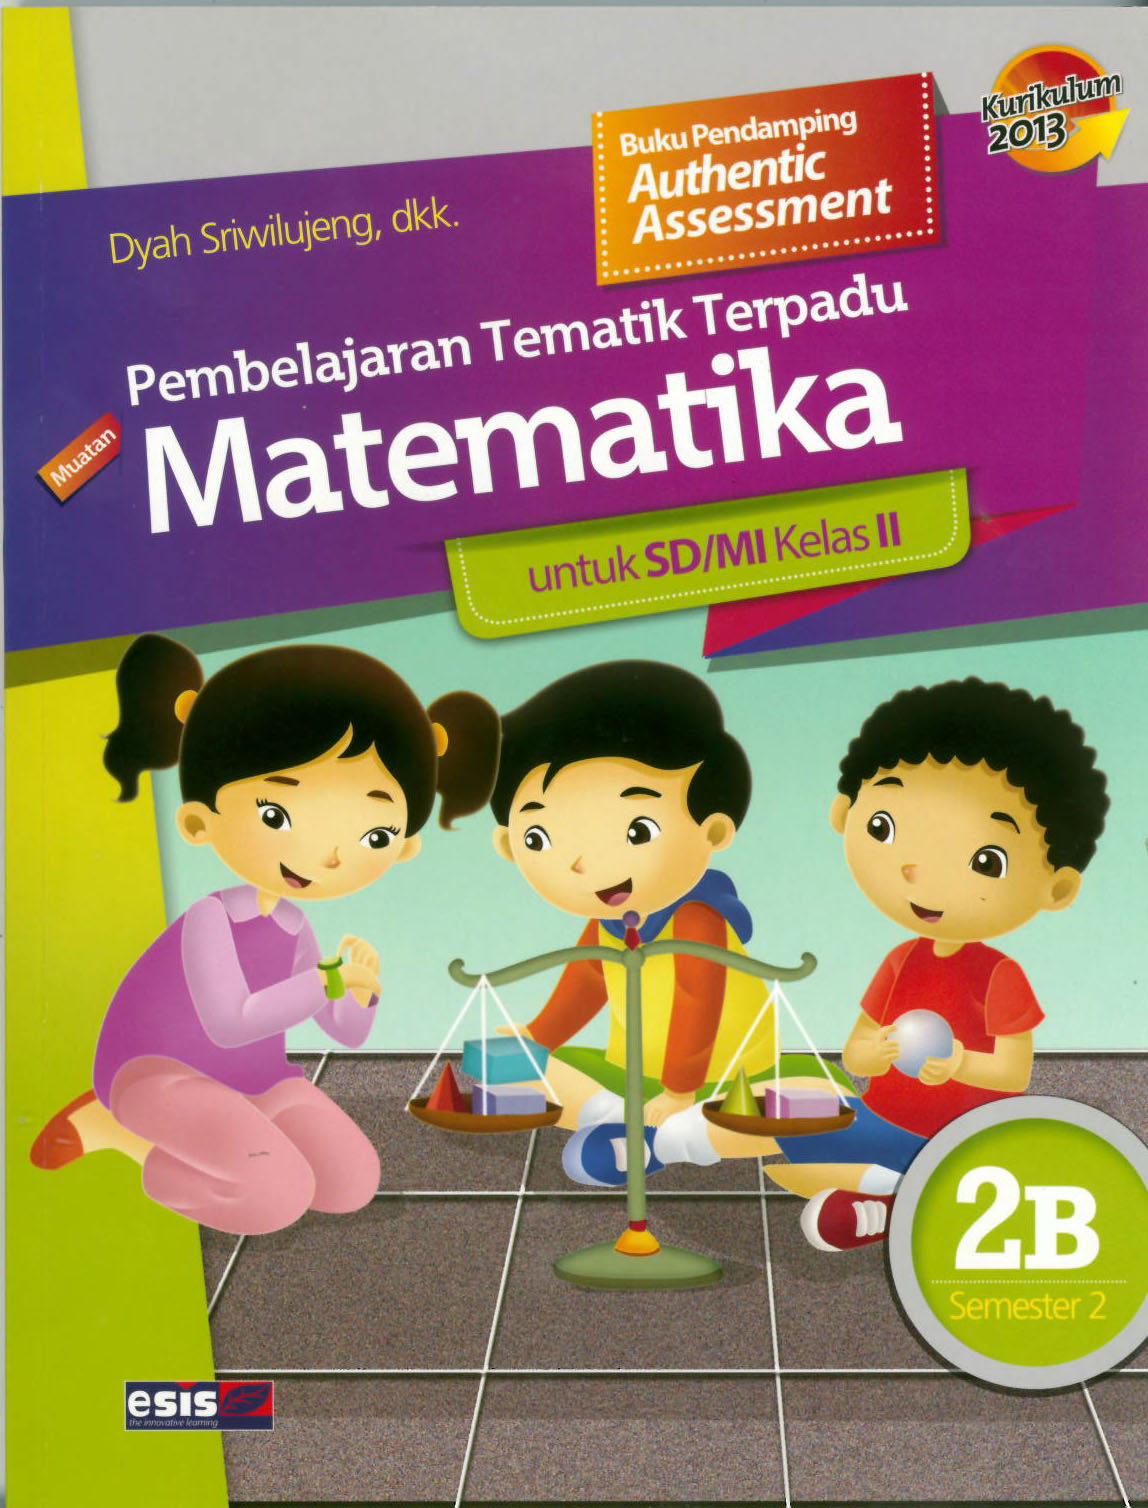 Kurikulum
2013
Buku Pendamping
Authentic
Assessment
Dyah Sriwilujeng, dkk.
Pembelajaran Tematik Terpadu
Muatan
Matematika
untuk SD/MI Kelas II
2B
Semester 2
esis
the innovative learning